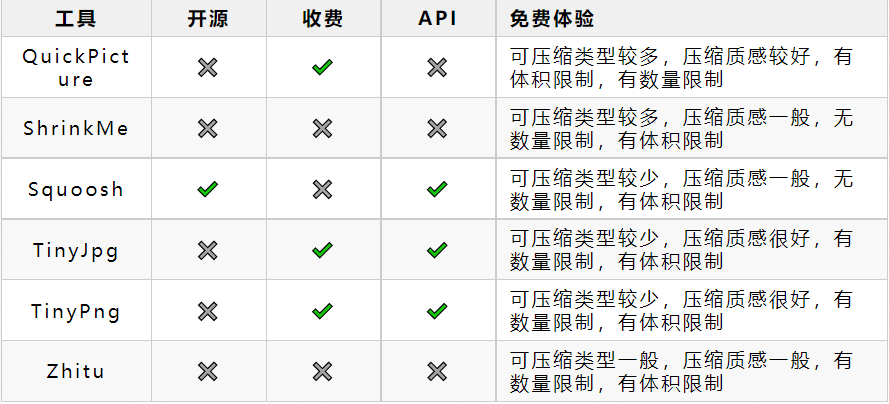 工具 开源 收费 API 免费体验
QuickPict
ure
可压缩类型较多，压缩质感较好，有
体积限制，有数量限制
ShrinkMe
可压缩类型较多，压缩质感一般，无
数量限制，有体积限制
Squoosh
可压缩类型较少，压缩质感一般，无
数量限制，有体积限制
TinyJpg
可压缩类型较少，压缩质感很好，有
数量限制，有体积限制
TinyPng
可压缩类型较少，压缩质感很好，有
数量限制，有体积限制
Zhitu
可压缩类型一般，压缩质感一般，有
数量限制，有体积限制